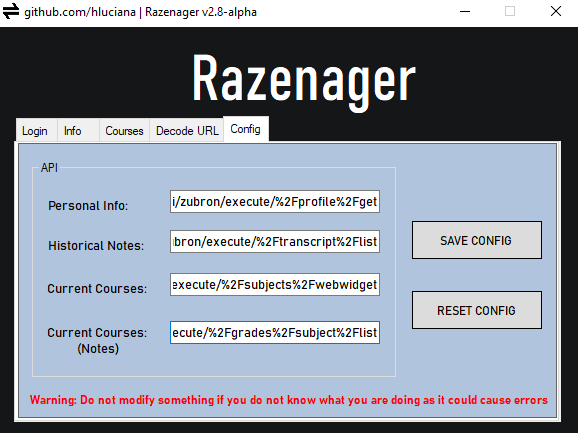 github.com/hluciana | Razenager v2.8-alpha
Razenager
Login Info Courses Decode URL Config
API
Personal Info: i/zubron/execute/%2Fprofile%2Fget
Historical Notes: ıbron/execute/%2Ftranscript%2Flist
SAVE CONFIG
Current Courses: execute/%2Fsubjects%2Fwebwidget
RESET CONFIG
Current Courses: ecute/%2Fgrades%2Fsubject%2Flist
(Notes)
Warning: Do not modify something if you do not know what you are doing as it could cause errors